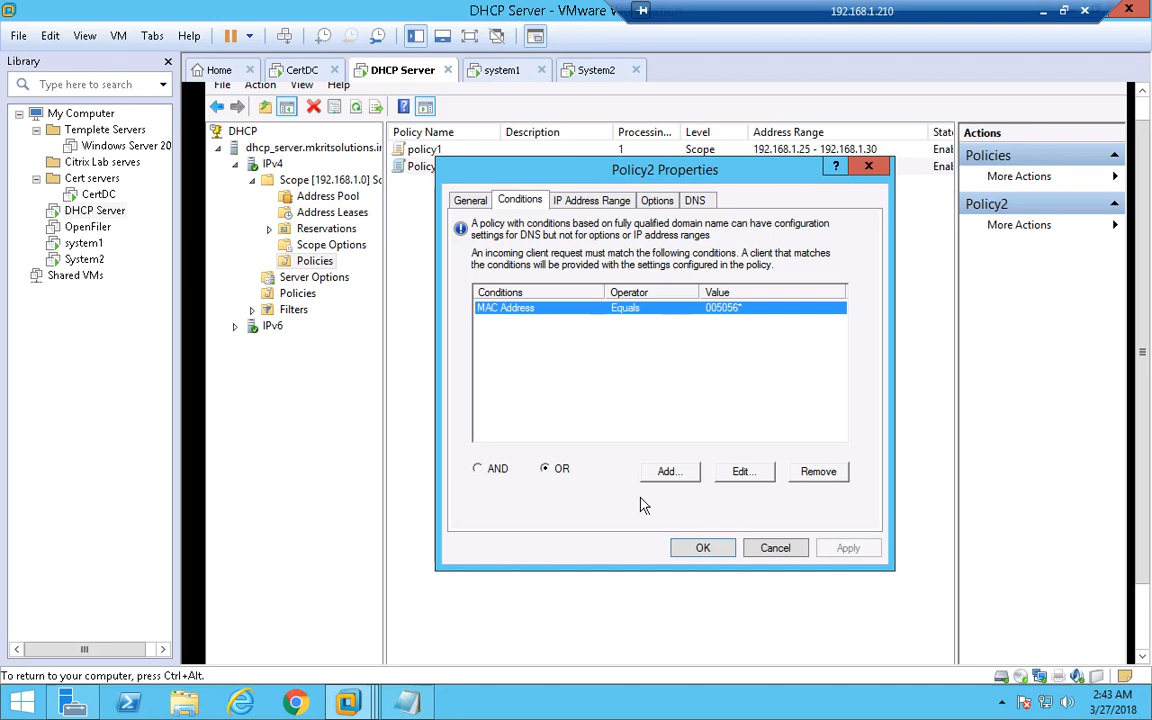 DHCP Server - VMware Workstation
192.168.1.210
File Edit View VM Tabs Help
Library
Type here to search
Home CertDC DHCP Server system1 System2
My Computer
Template Servers
Windows Server 20
Citrix Lab serves
Cert servers
CertDC
DHCP Server
OpenFiler
system1
System2
Shared VMs
File Action View Help
DHCP
dhcp_server.mkritsolutions.in
IPv4
Scope [192.168.1.0] Sc
Address Pool
Address Leases
Reservations
Scope Options
Policies
Server Options
Policies
Filters
IPv6
Policy Name Description Processin... Level Address Range State
policy1 1 Scope 192.168.1.25 - 192.168.1.30 Enab
Policy Enab
Actions
Policies
More Actions
Policy2
More Actions
Policy2 Properties
General Conditions IP Address Range Options DNS
A policy with conditions based on fully qualified domain name can have configuration
settings for DNS but not for options or IP address ranges
An incoming client request must match the following conditions. A client that matches
the conditions will be provided with the settings configured in the policy.
Conditions Operator Value
MAC Address Equals 005056*
AND OR Add... Edit... Remove
OK Cancel Apply
To return to your computer, press Ctrl+Alt.
2:43 AM
3/27/2018